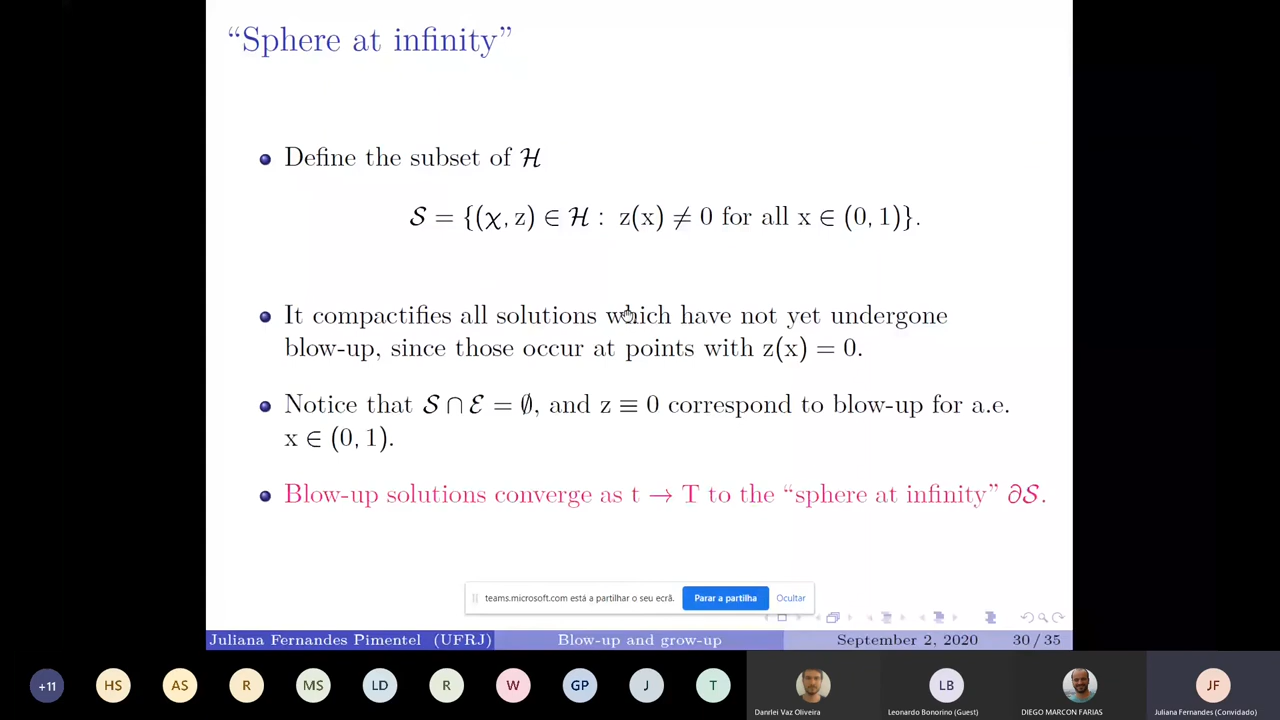 “Sphere at infinity”
Define the subset of ℋ
𝒮 = {(χ, z) ∈ ℋ : z(x) ≠ 0 for all x ∈ (0, 1)}.
It compactifies all solutions which have not yet undergone
blow-up, since those occur at points with z(x) = 0.
Notice that 𝒮 ∩ ℰ = ∅, and z ≡ 0 correspond to blow-up for a.e.
x ∈ (0, 1).
Blow-up solutions converge as t → T to the “sphere at infinity” ∂𝒮.
teams.microsoft.com está a partilhar o seu ecrã. Parar a partilha Ocultar
Juliana Fernandes Pimentel (UFRJ) Blow-up and grow-up September 2, 2020 30 / 35
+11 HS AS R MS LD R W GP J T LB JF
Danrlei Vaz Oliveira Leonardo Bonorino (Guest) DIEGO MARCON FARIAS Juliana Fernandes (Convidado)